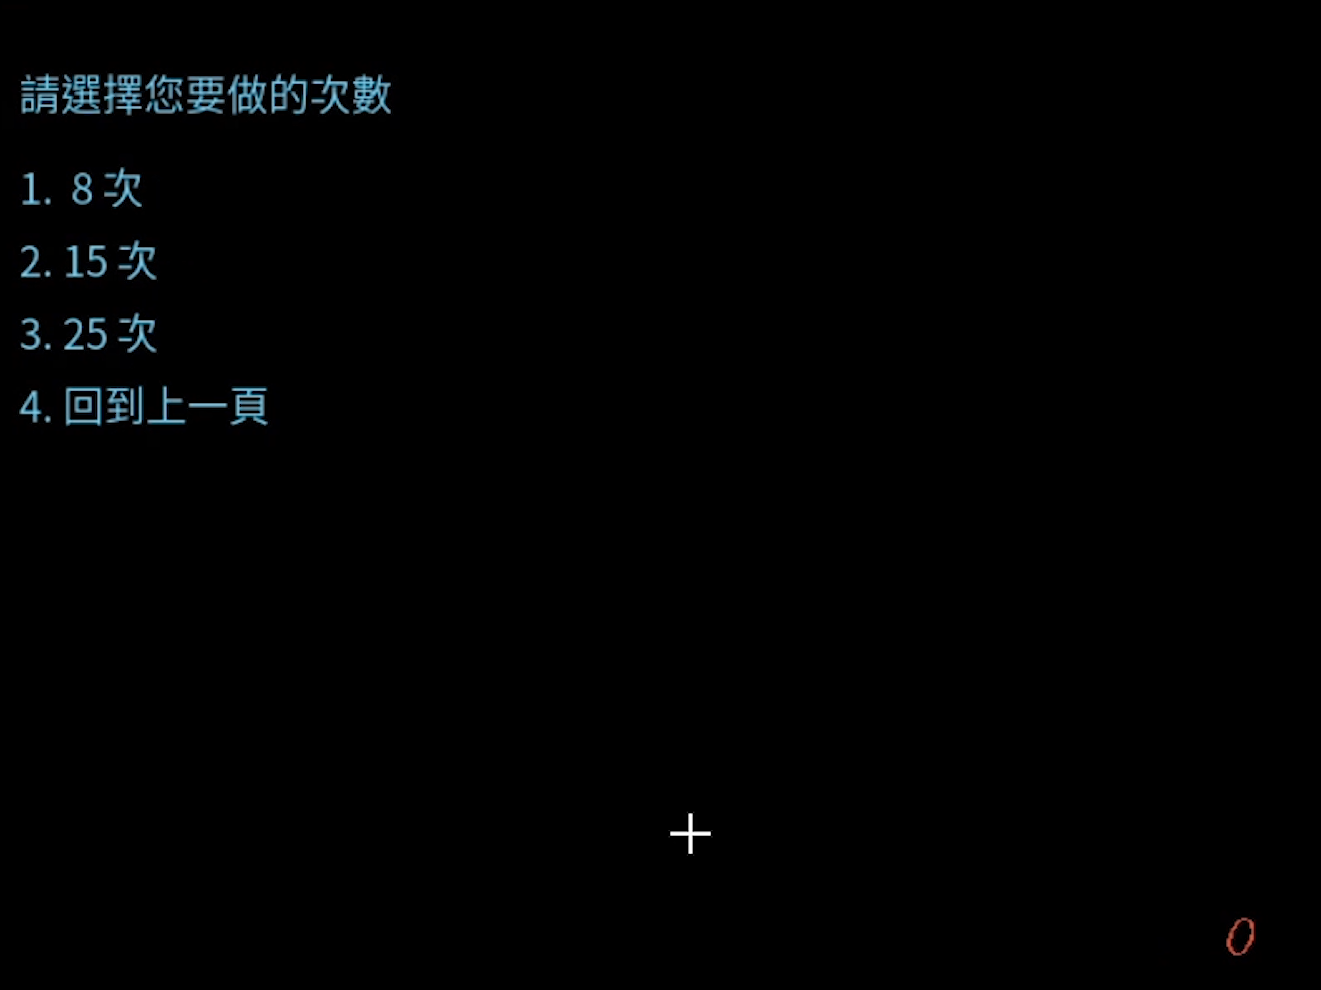 請選擇您要做的次數
1. 8 次
2. 15 次
3. 25 次
4. 回到上一頁
0